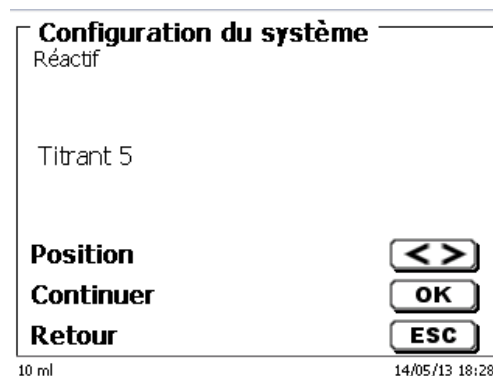 Configuration du système
Réactif
Titrant 5
Position < >
Continuer OK
Retour ESC
10 ml 14/05/13 18:28